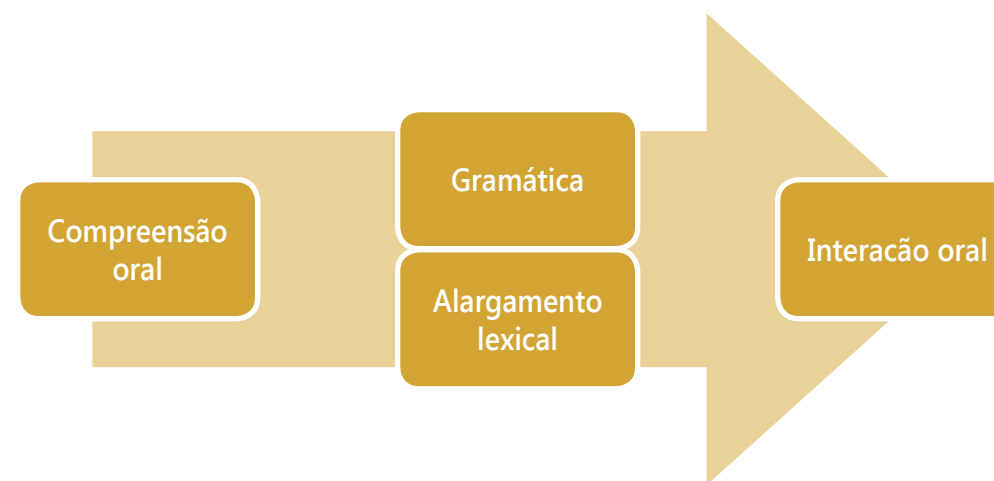 Compreensão
oral
Gramática
Alargamento
lexical
Interacão oral